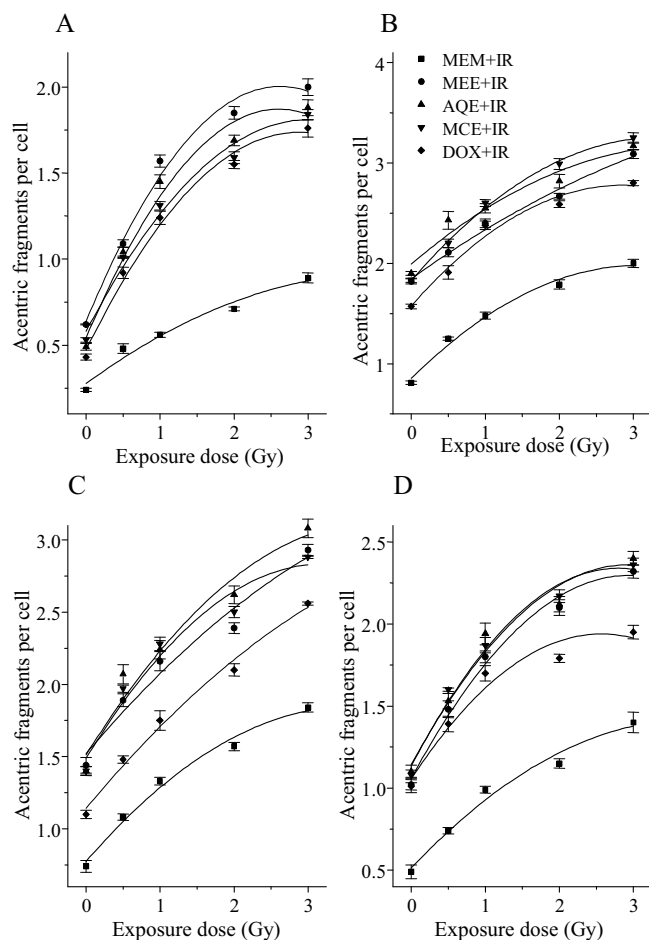 A
B
2.0
1.5
1.0
0.5
Acentric fragments per cell
0
1
2
3
Exposure dose (Gy)
4
3
2
1
Acentric fragments per cell
MEM+IR
MEE+IR
AQE+IR
MCE+IR
DOX+IR
0
1
2
3
Exposure dose (Gy)
C
D
3.0
2.5
2.0
1.5
1.0
Acentric fragments per cell
0
1
2
3
Exposure dose (Gy)
2.5
2.0
1.5
1.0
0.5
Acentric fragments per cell
0
1
2
3
Exposure dose (Gy)